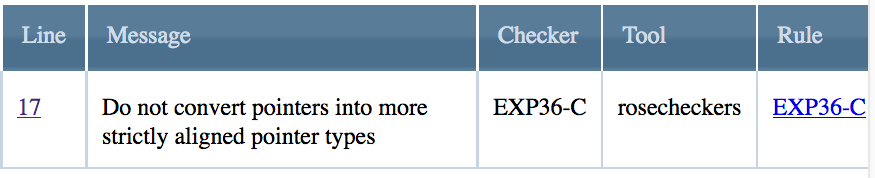 Line Message Checker Tool Rule
17 Do not convert pointers into more EXP36-C rosecheckers EXP36-C
strictly aligned pointer types